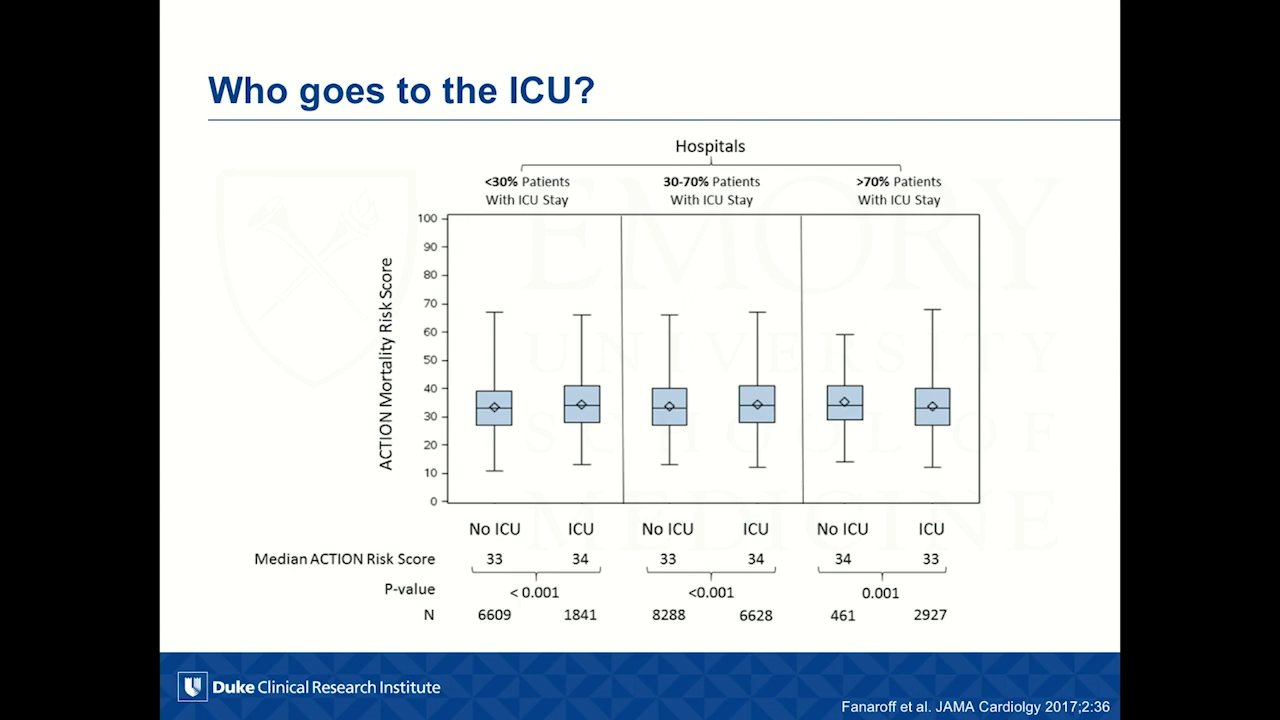 Who goes to the ICU?
Hospitals
<30% Patients With ICU Stay
30-70% Patients With ICU Stay
>70% Patients With ICU Stay
ACTION Mortality Risk Score
100
90
80
70
60
50
40
30
20
10
0
No ICU ICU No ICU ICU No ICU ICU
Median ACTION Risk Score 33 34 33 34 34 33
P-value < 0.001 <0.001 0.001
N 6609 1841 8288 6628 461 2927
EMORY
UNIVERSITY
SCHOOL OF
MEDICINE
Duke Clinical Research Institute
Fanaroff et al. JAMA Cardiolgy 2017;2:36